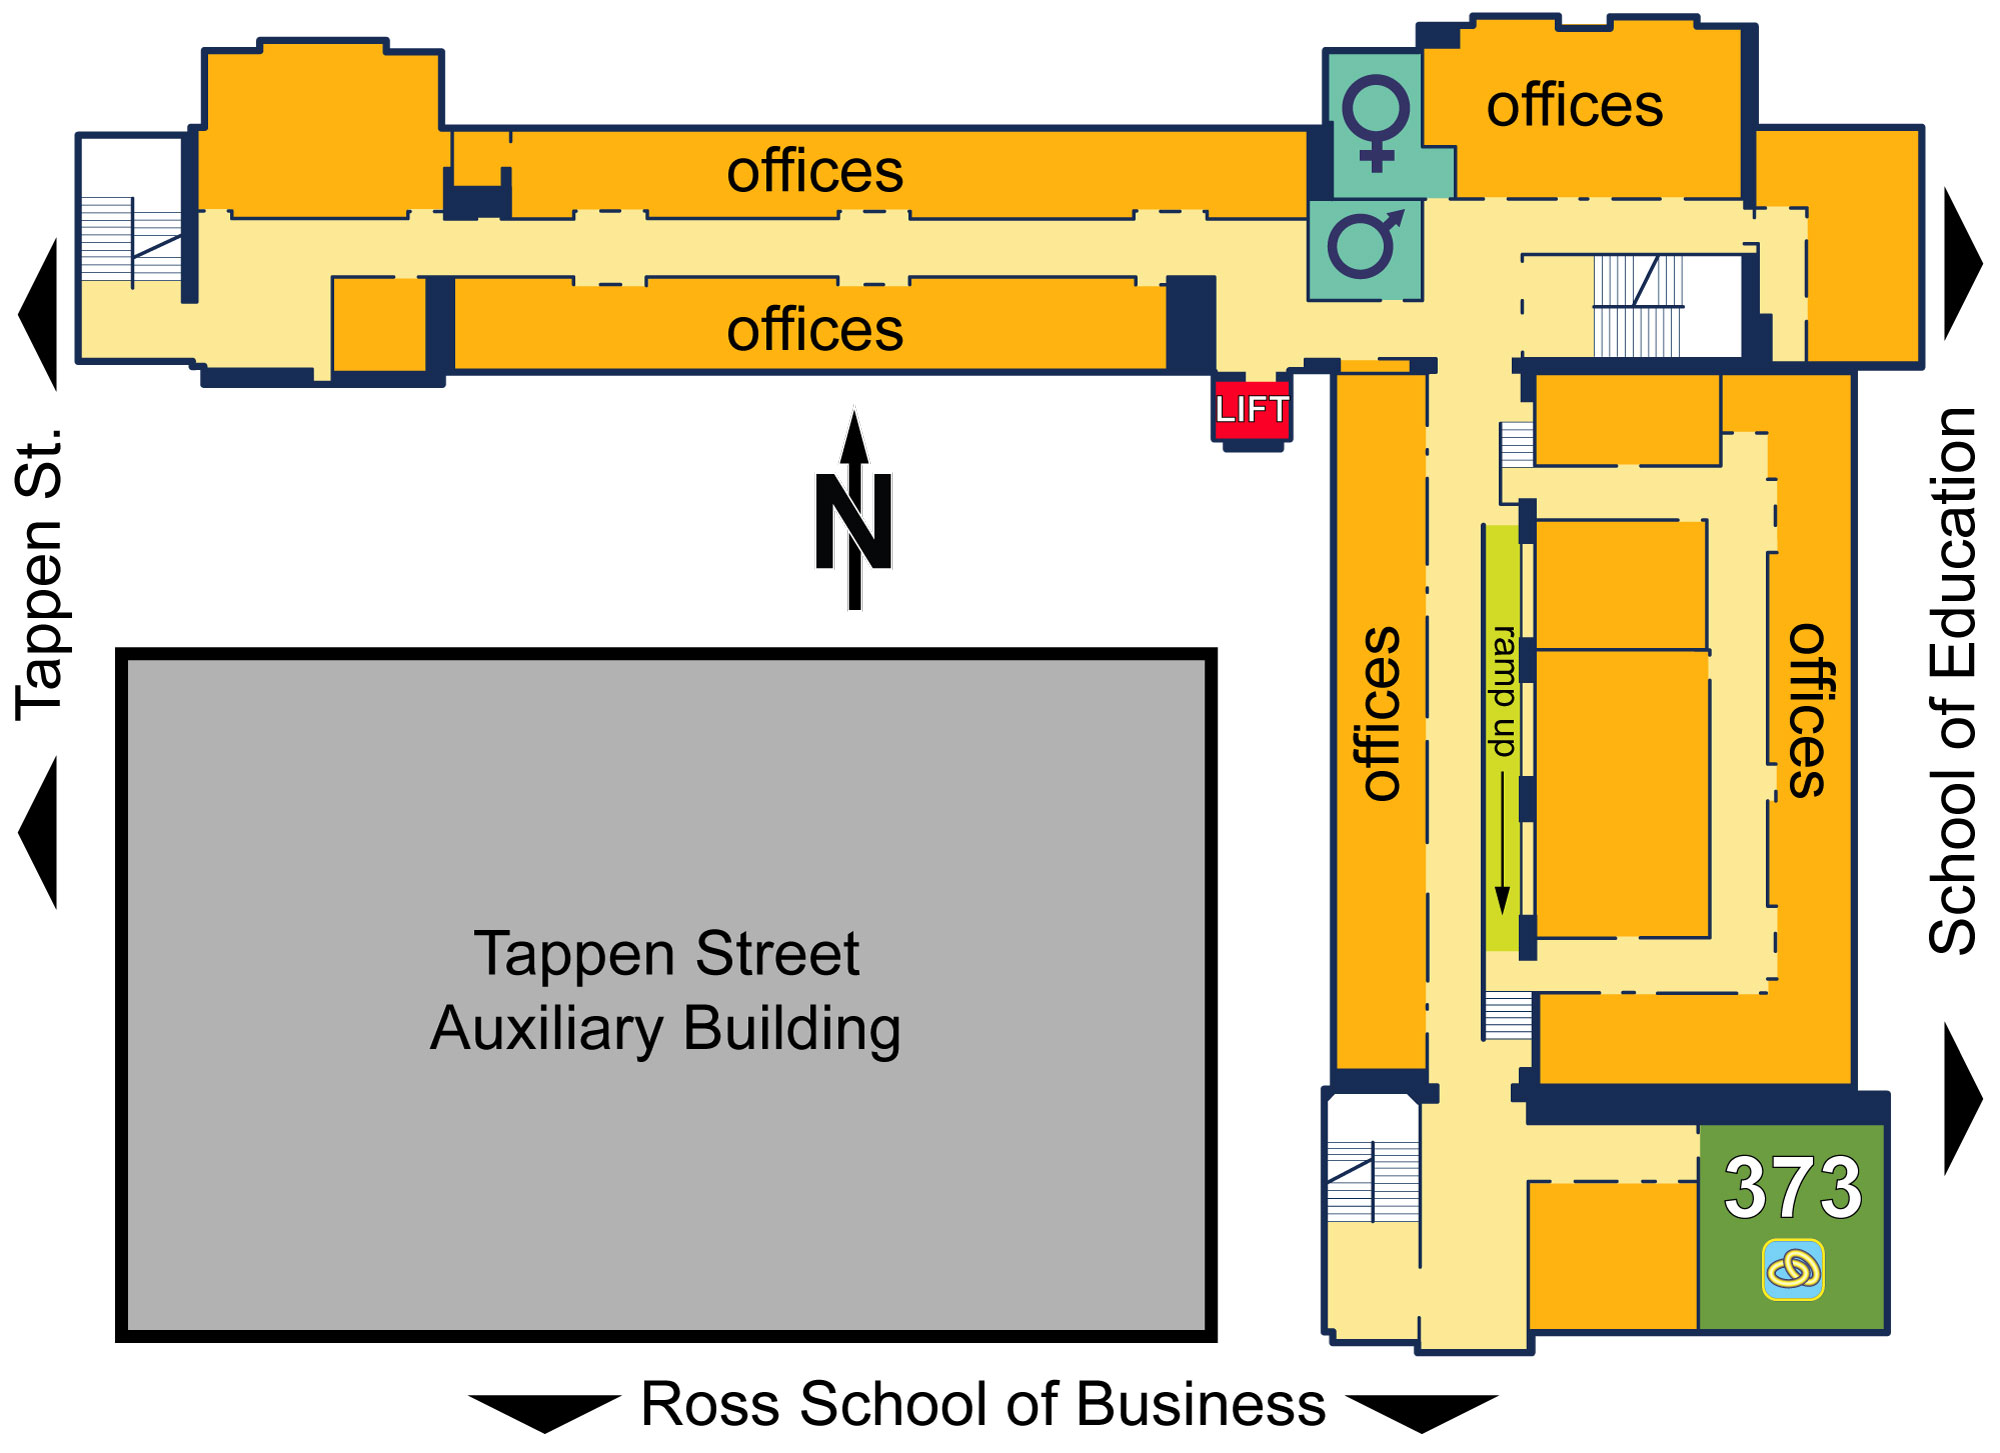 offices
offices
offices
LIFT
N
Tappen St.
offices
ramp up
offices
School of Education
Tappen Street
Auxiliary Building
373
Ross School of Business